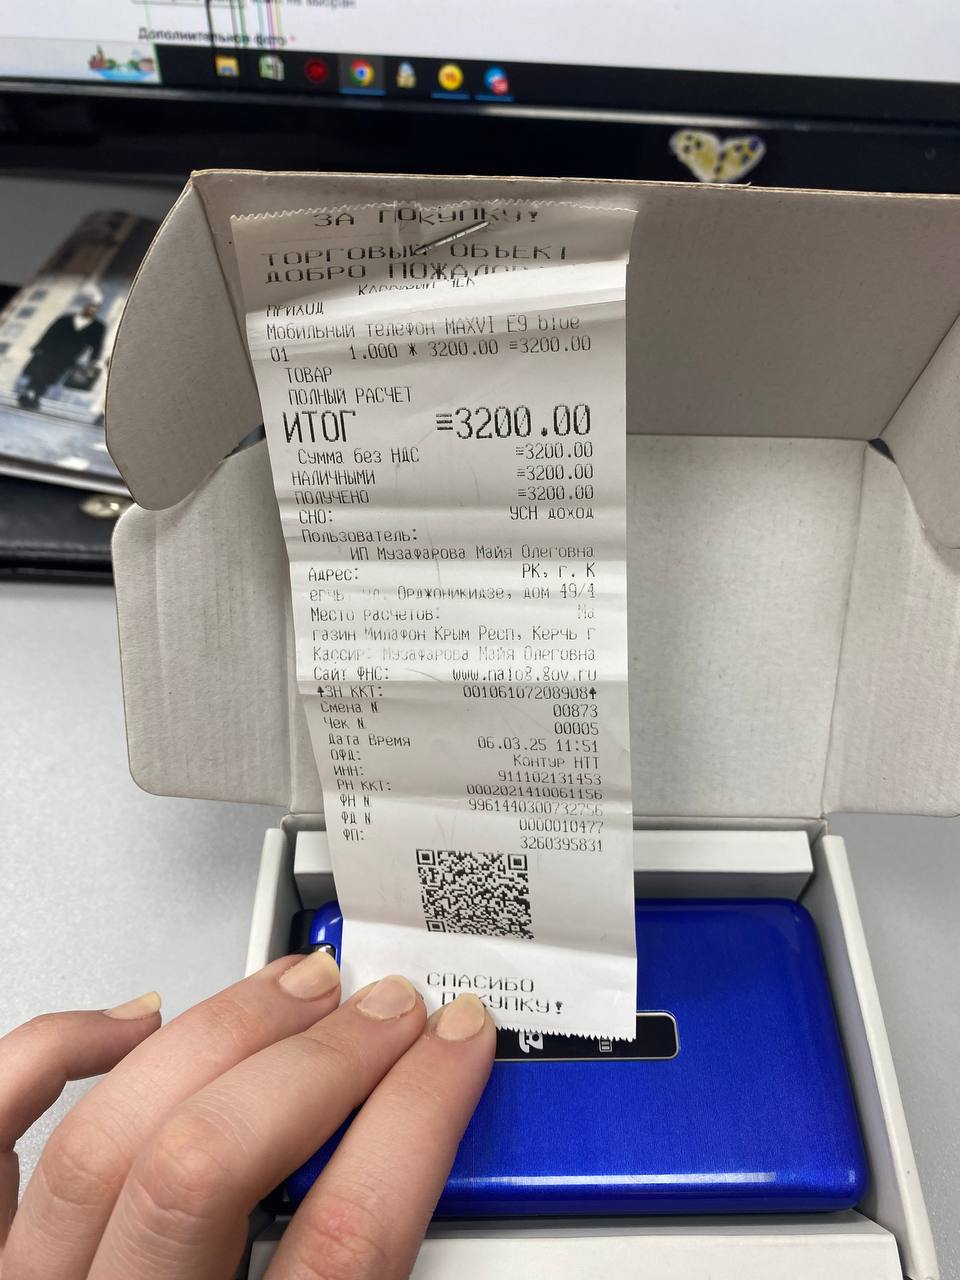 Дополнительное фото *
ЗА ПОКУПКУ!
ТОРГОВЫЙ ОБЪЕКТ
ДОБРО
КАССОВЫЙ ЧЕК
ПРИХОД
Мобильный телефон MAXVI E9 blue
01 1.000 * 3200.00 =3200.00
ТОВАР
ПОЛНЫЙ РАСЧЕТ
ИТОГ =3200.00
Сумма без НДС =3200.00
НАЛИЧНЫМИ =3200.00
ПОЛУЧЕНО =3200.00
СНО: УСН доход
Пользователь:
ИП Музафарова Майя Олеговна
Адрес: РК, г. К
ерчь, ул. Орджоникидзе, дом 49/4
Место расчетов: Ма
газин Милафон Крым Респ, Керчь г
Кассир: Музафарова Майя Олеговна
Сайт ФНС: www.nalog.gov.ru
↑ЗН ККТ: 00106107208908↑
Смена N 00873
Чек N 00005
Дата Время 06.03.25 11:51
ОФД: Контур НТТ
ИНН: 911102131453
РН ККТ: 0002021410061156
ФН N 9961440300732756
ФД N 0000010477
ФП: 3260395831
СПАСИБО
ПОКУПКУ!